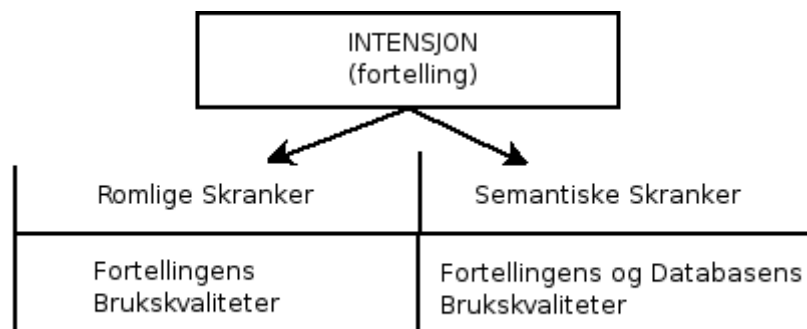 INTENSJON
(fortelling)
Romlige Skranker
Semantiske Skranker
Fortellingens
Brukskvaliteter
Fortellingens og Databasens
Brukskvaliteter